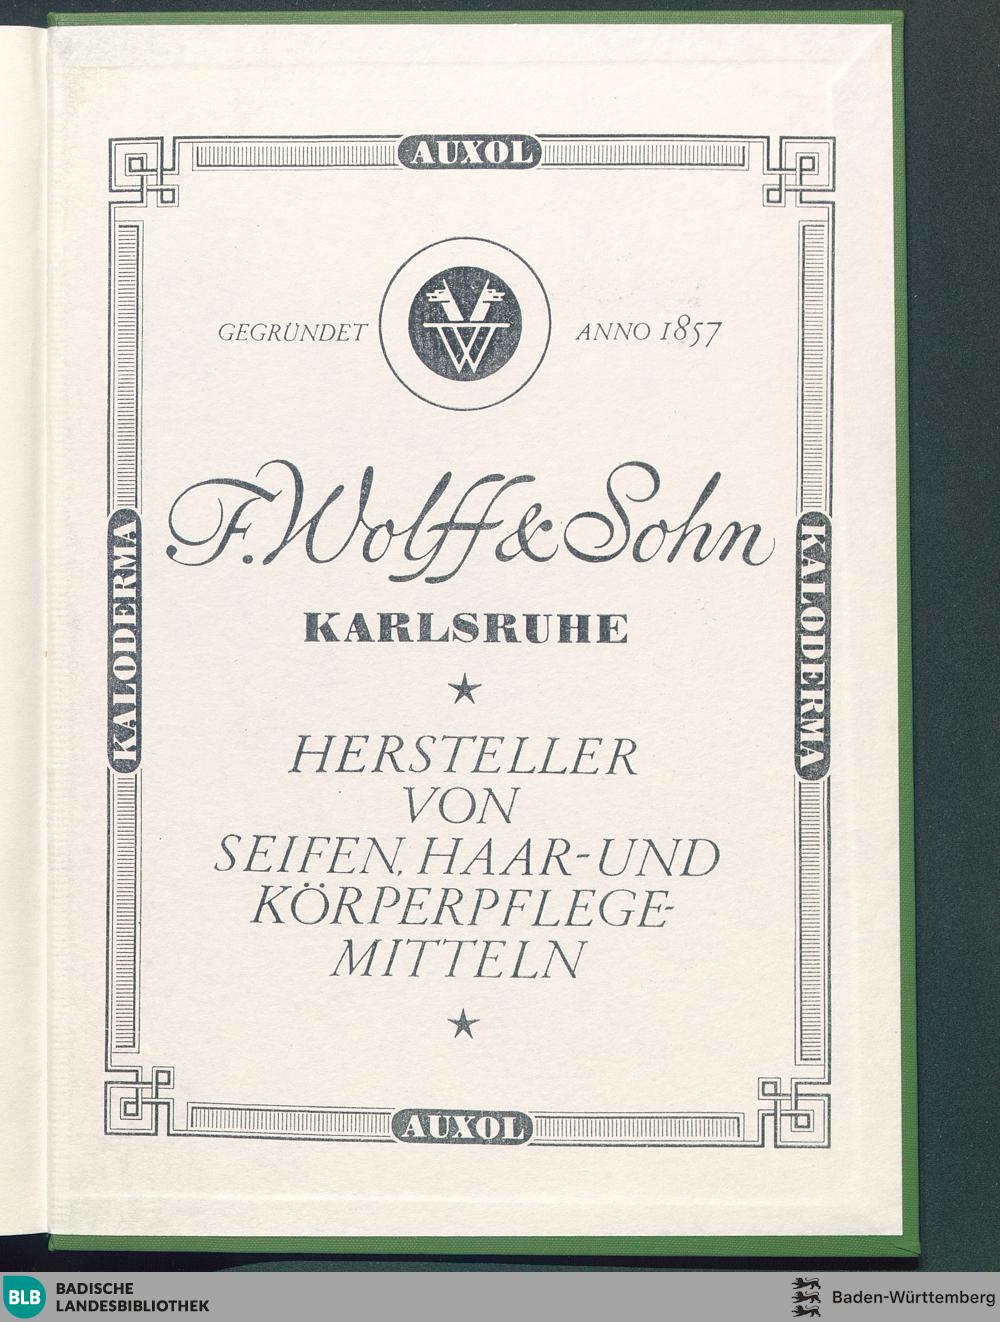 AUXOL
GEGRÜNDET
ANNO 1857
F. Wolff & Sohn
KARLSRUHE
KALODERMA
KALODERMA
HERSTELLER
VON
SEIFEN, HAAR-UND
KÖRPERPFLEGE-
MITTELN
AUXOL
BLB BADISCHE
LANDESBIBLIOTHEK
Baden-Württemberg